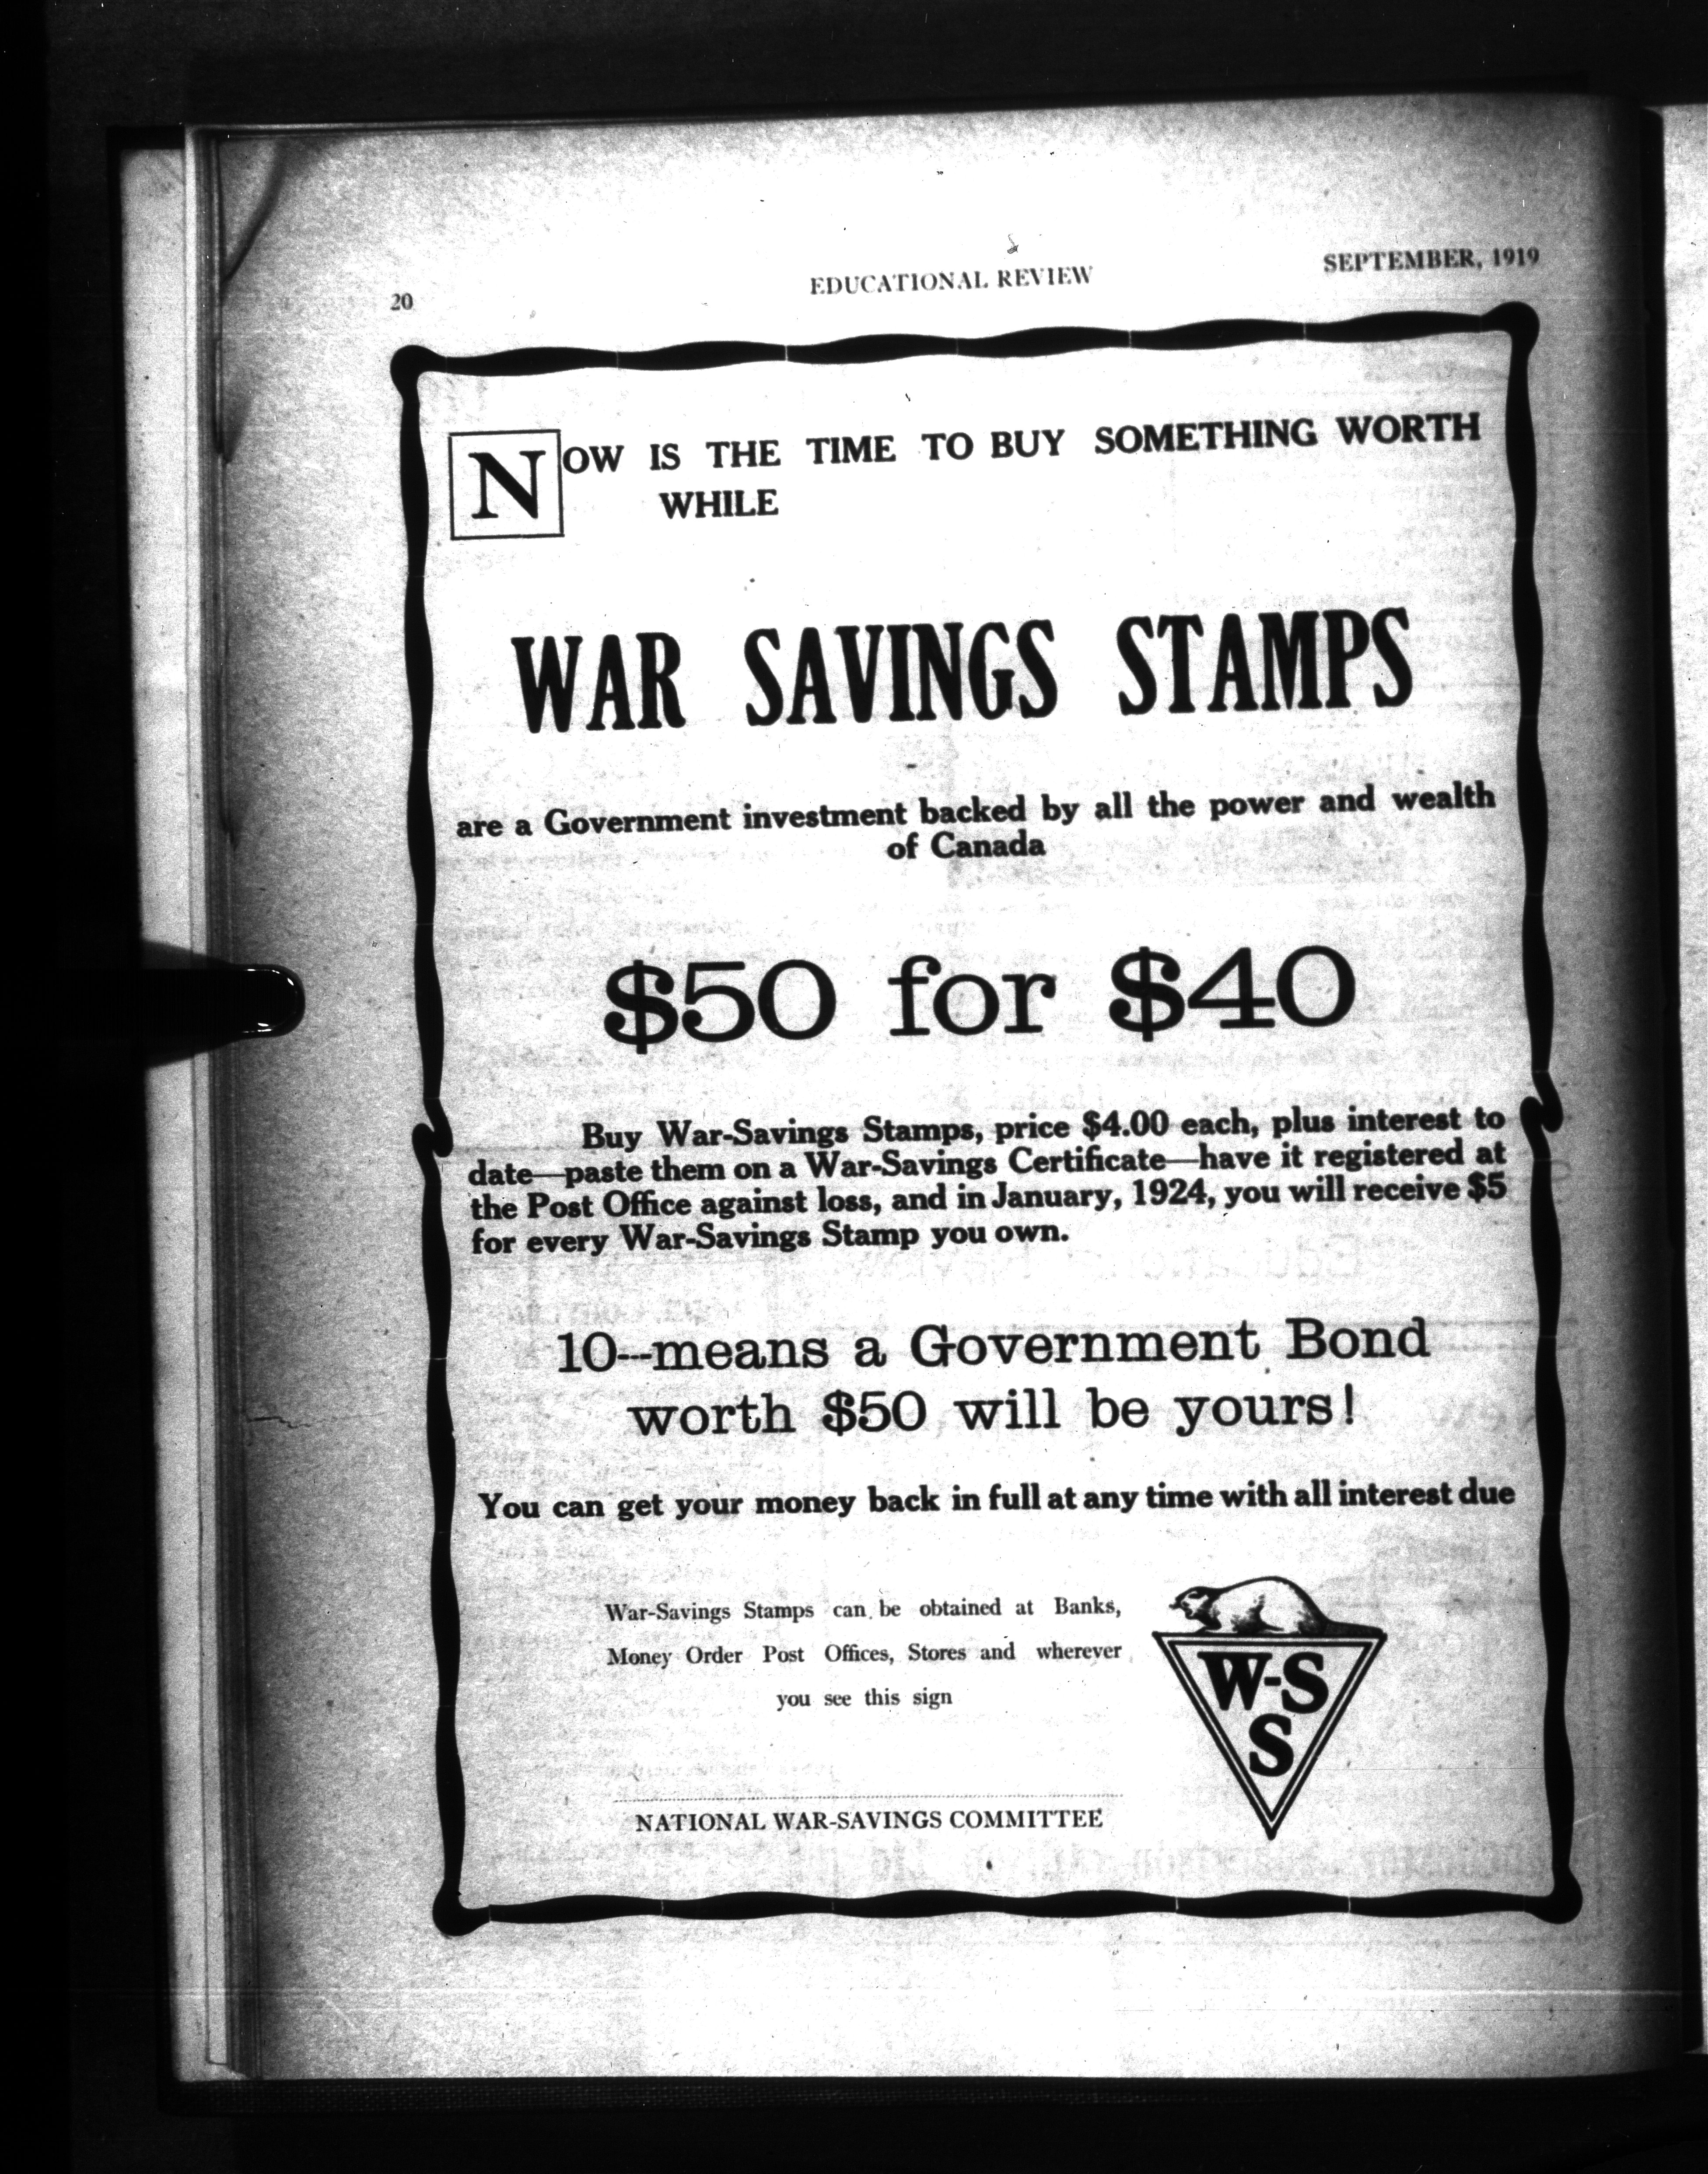 20
EDUCATIONAL REVIEW
SEPTEMBER, 1919
NOW IS THE TIME TO BUY SOMETHING WORTH
WHILE
WAR SAVINGS STAMPS
are a Government investment backed by all the power and wealth
of Canada
$50 for $40
Buy War-Savings Stamps, price $4.00 each, plus interest to
date—paste them on a War-Savings Certificate—have it registered at
the Post Office against loss, and in January, 1924, you will receive $5
for every War-Savings Stamp you own.
10---means a Government Bond
worth $50 will be yours!
You can get your money back in full at any time with all interest due
War-Savings Stamps can be obtained at Banks,
Money Order Post Offices, Stores and wherever
you see this sign
W-S
S
NATIONAL WAR-SAVINGS COMMITTEE